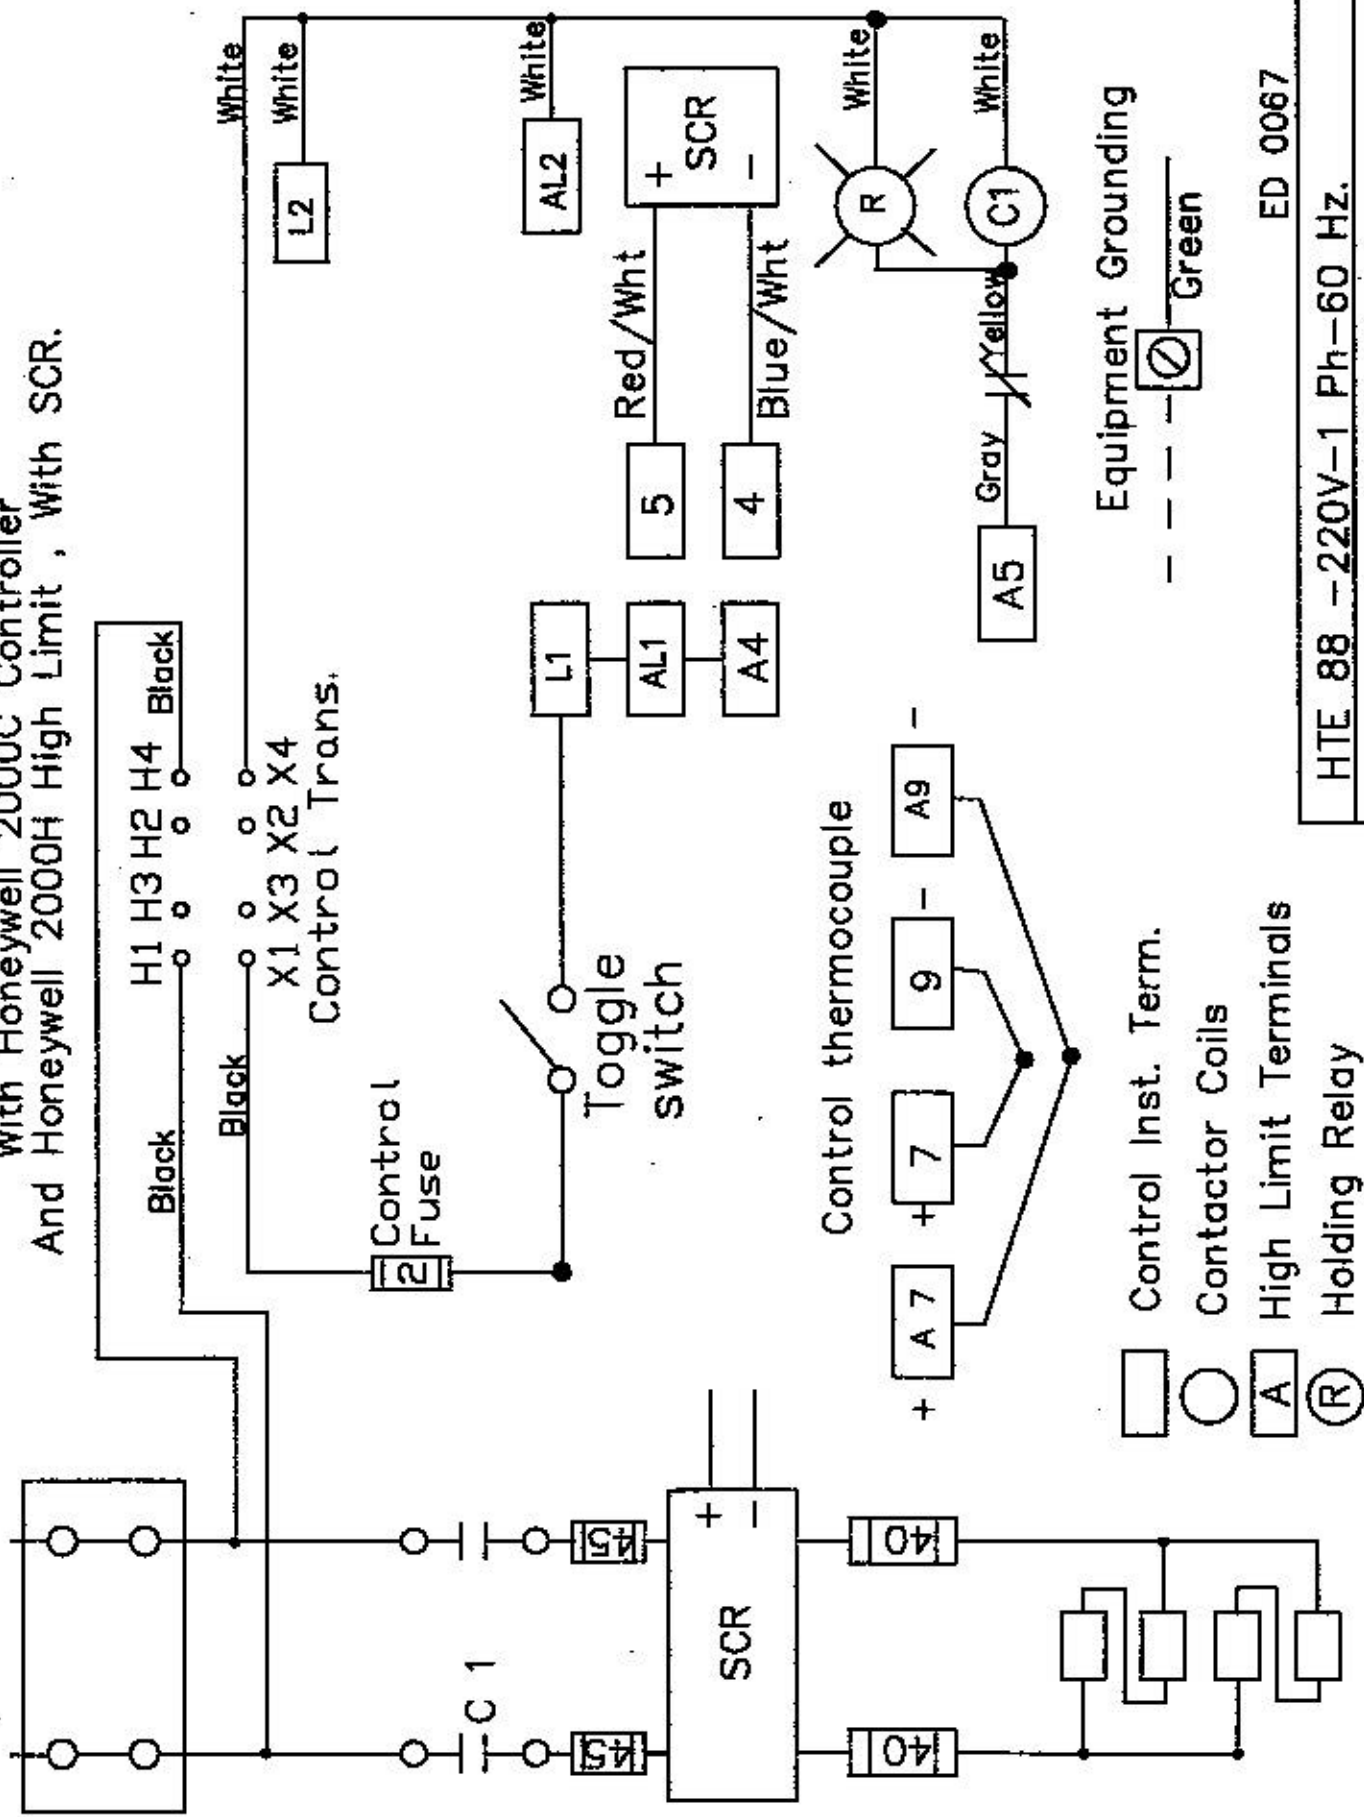 With Honeywell 2000C Controller
And Honeywell 2000H High Limit , With SCR.
H1 H3 H2 H4
Black
Black
Black
X1 X3 X2 X4
Control Trans.
White
White
L2
Control
Fuse
2
Toggle
switch
L1
AL1
A4
White
AL2
5
Red/Wht
4
Blue/Wht
+
-
SCR
White
R
White
C1
Yellow
Gray
A5
C 1
45
45
SCR
+
-
40
40
Control thermocouple
+
A 7
+
7
9
-
A9
-
Equipment Grounding
Green
Control Inst. Term.
Contactor Coils
A
High Limit Terminals
R
Holding Relay
ED 0067
HTE 88 -220V-1 Ph-60 Hz.